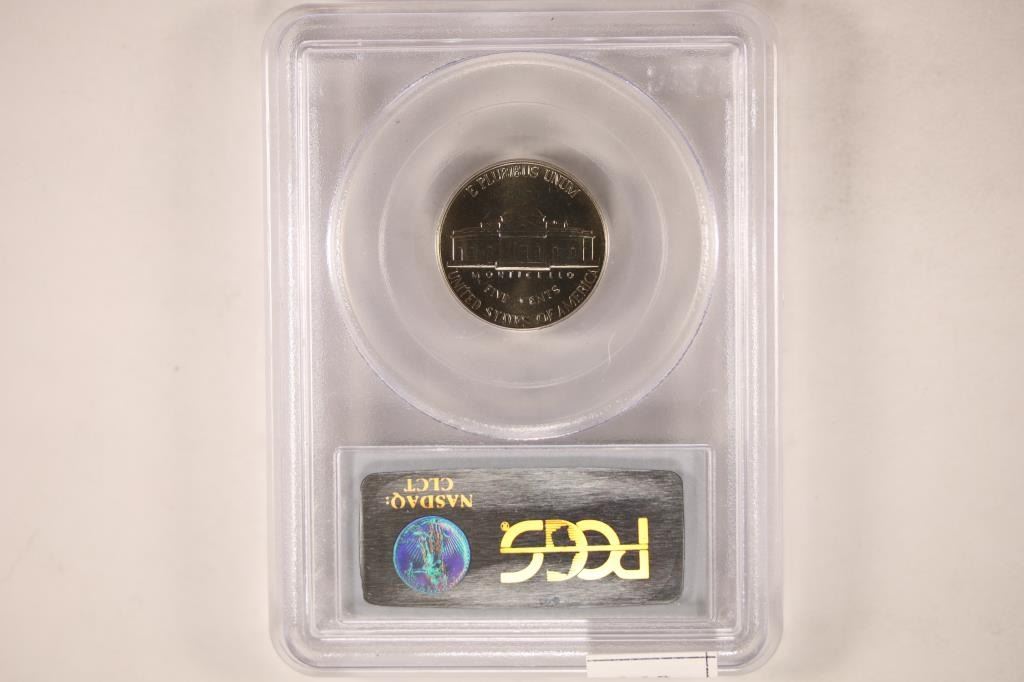 E PLURIBUS UNUM
MONTICELLO
FIVE CENTS
UNITED STATES OF AMERICA
NASDAQ:
CLCT
PCGS®